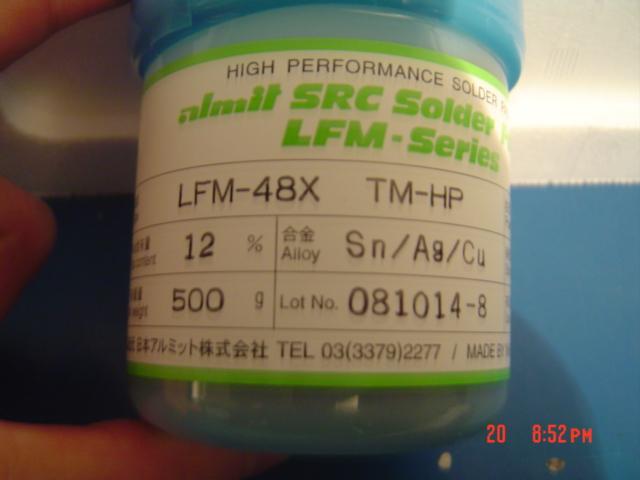 HIGH PERFORMANCE SOLDER
almit SRC Solder
LFM-Series
LFM-48X TM-HP
12 % 合金 Alloy Sn/Ag/Cu
500 g Lot No. 081014-8
日本アルミット株式会社 TEL 03(3379)2277 / MADE BY
20 8:52PM